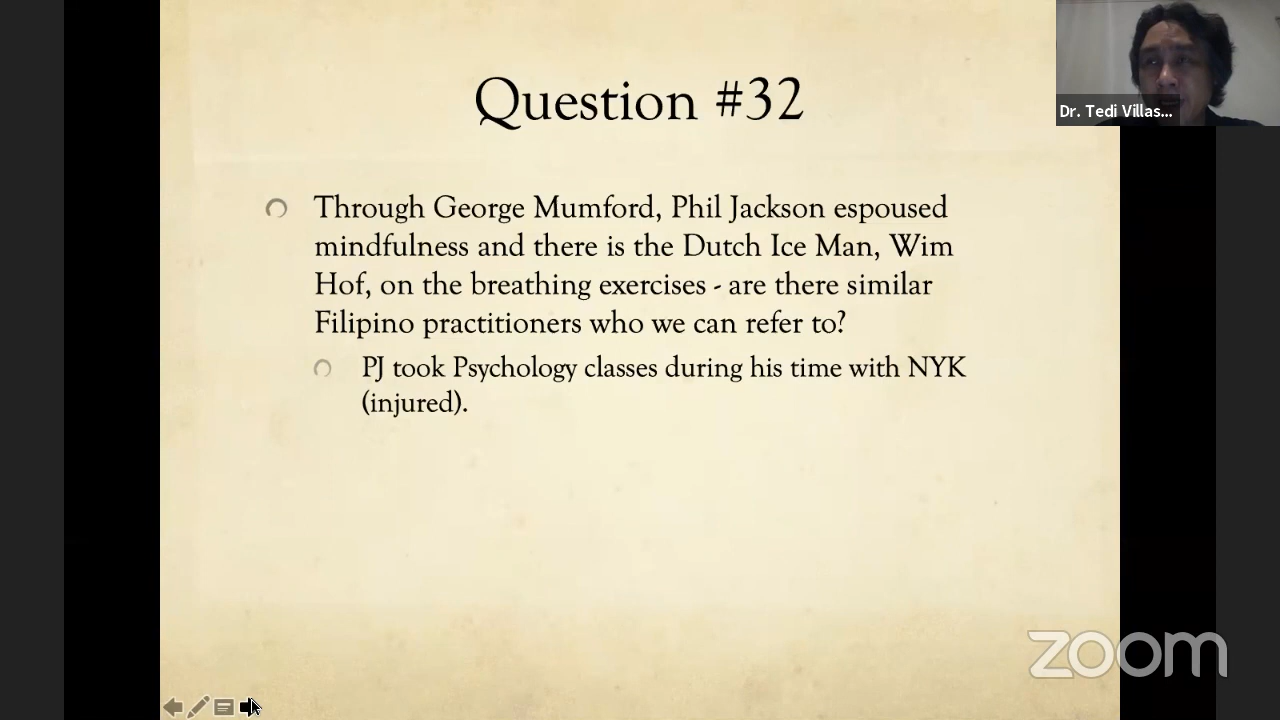 Question #32
Dr. Tedi Villas...
Through George Mumford, Phil Jackson espoused
mindfulness and there is the Dutch Ice Man, Wim
Hof, on the breathing exercises - are there similar
Filipino practitioners who we can refer to?
PJ took Psychology classes during his time with NYK
(injured).
zoom